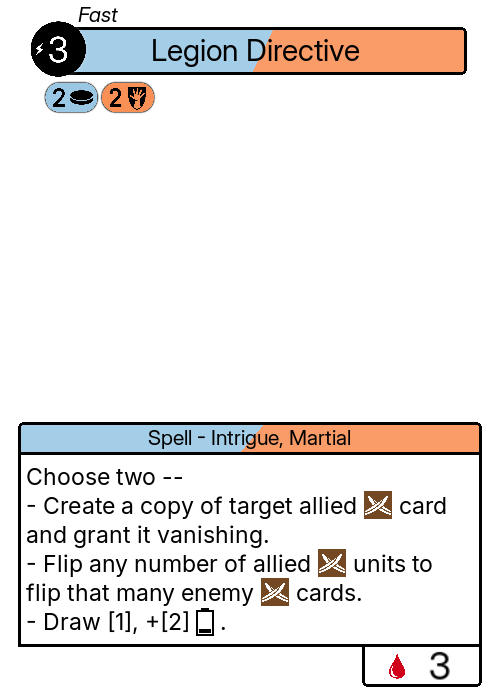 Fast
3 Legion Directive
2 2
Spell - Intrigue, Martial
Choose two --
- Create a copy of target allied card
and grant it vanishing.
- Flip any number of allied units to
flip that many enemy cards.
- Draw [1], +[2] .
3